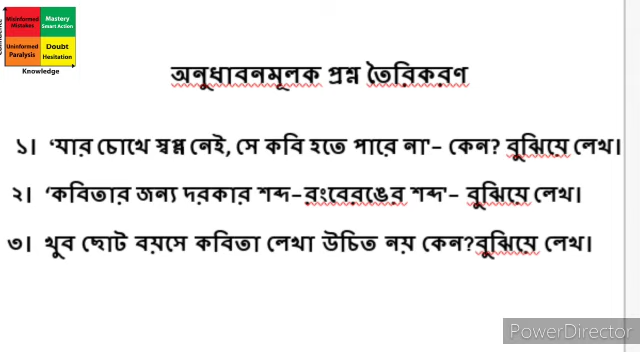 Misinformed Mistakes
Mastery Smart Action
Uninformed Paralysis
Doubt Hesitation
Knowledge
অনুধাবনমূলক প্রশ্ন তৈরিকরণ
১। ‘যার চোখে স্বপ্ন নেই, সে কবি হতে পারে না'– কেন? বুঝিয়ে লেখ।
২। ‘কবিতার জন্য দরকার শব্দ–রংবেরঙের শব্দ'– বুঝিয়ে লেখ।
৩। খুব ছোট বয়সে কবিতা লেখা উচিত নয় কেন?বুঝিয়ে লেখ।
PowerDirector